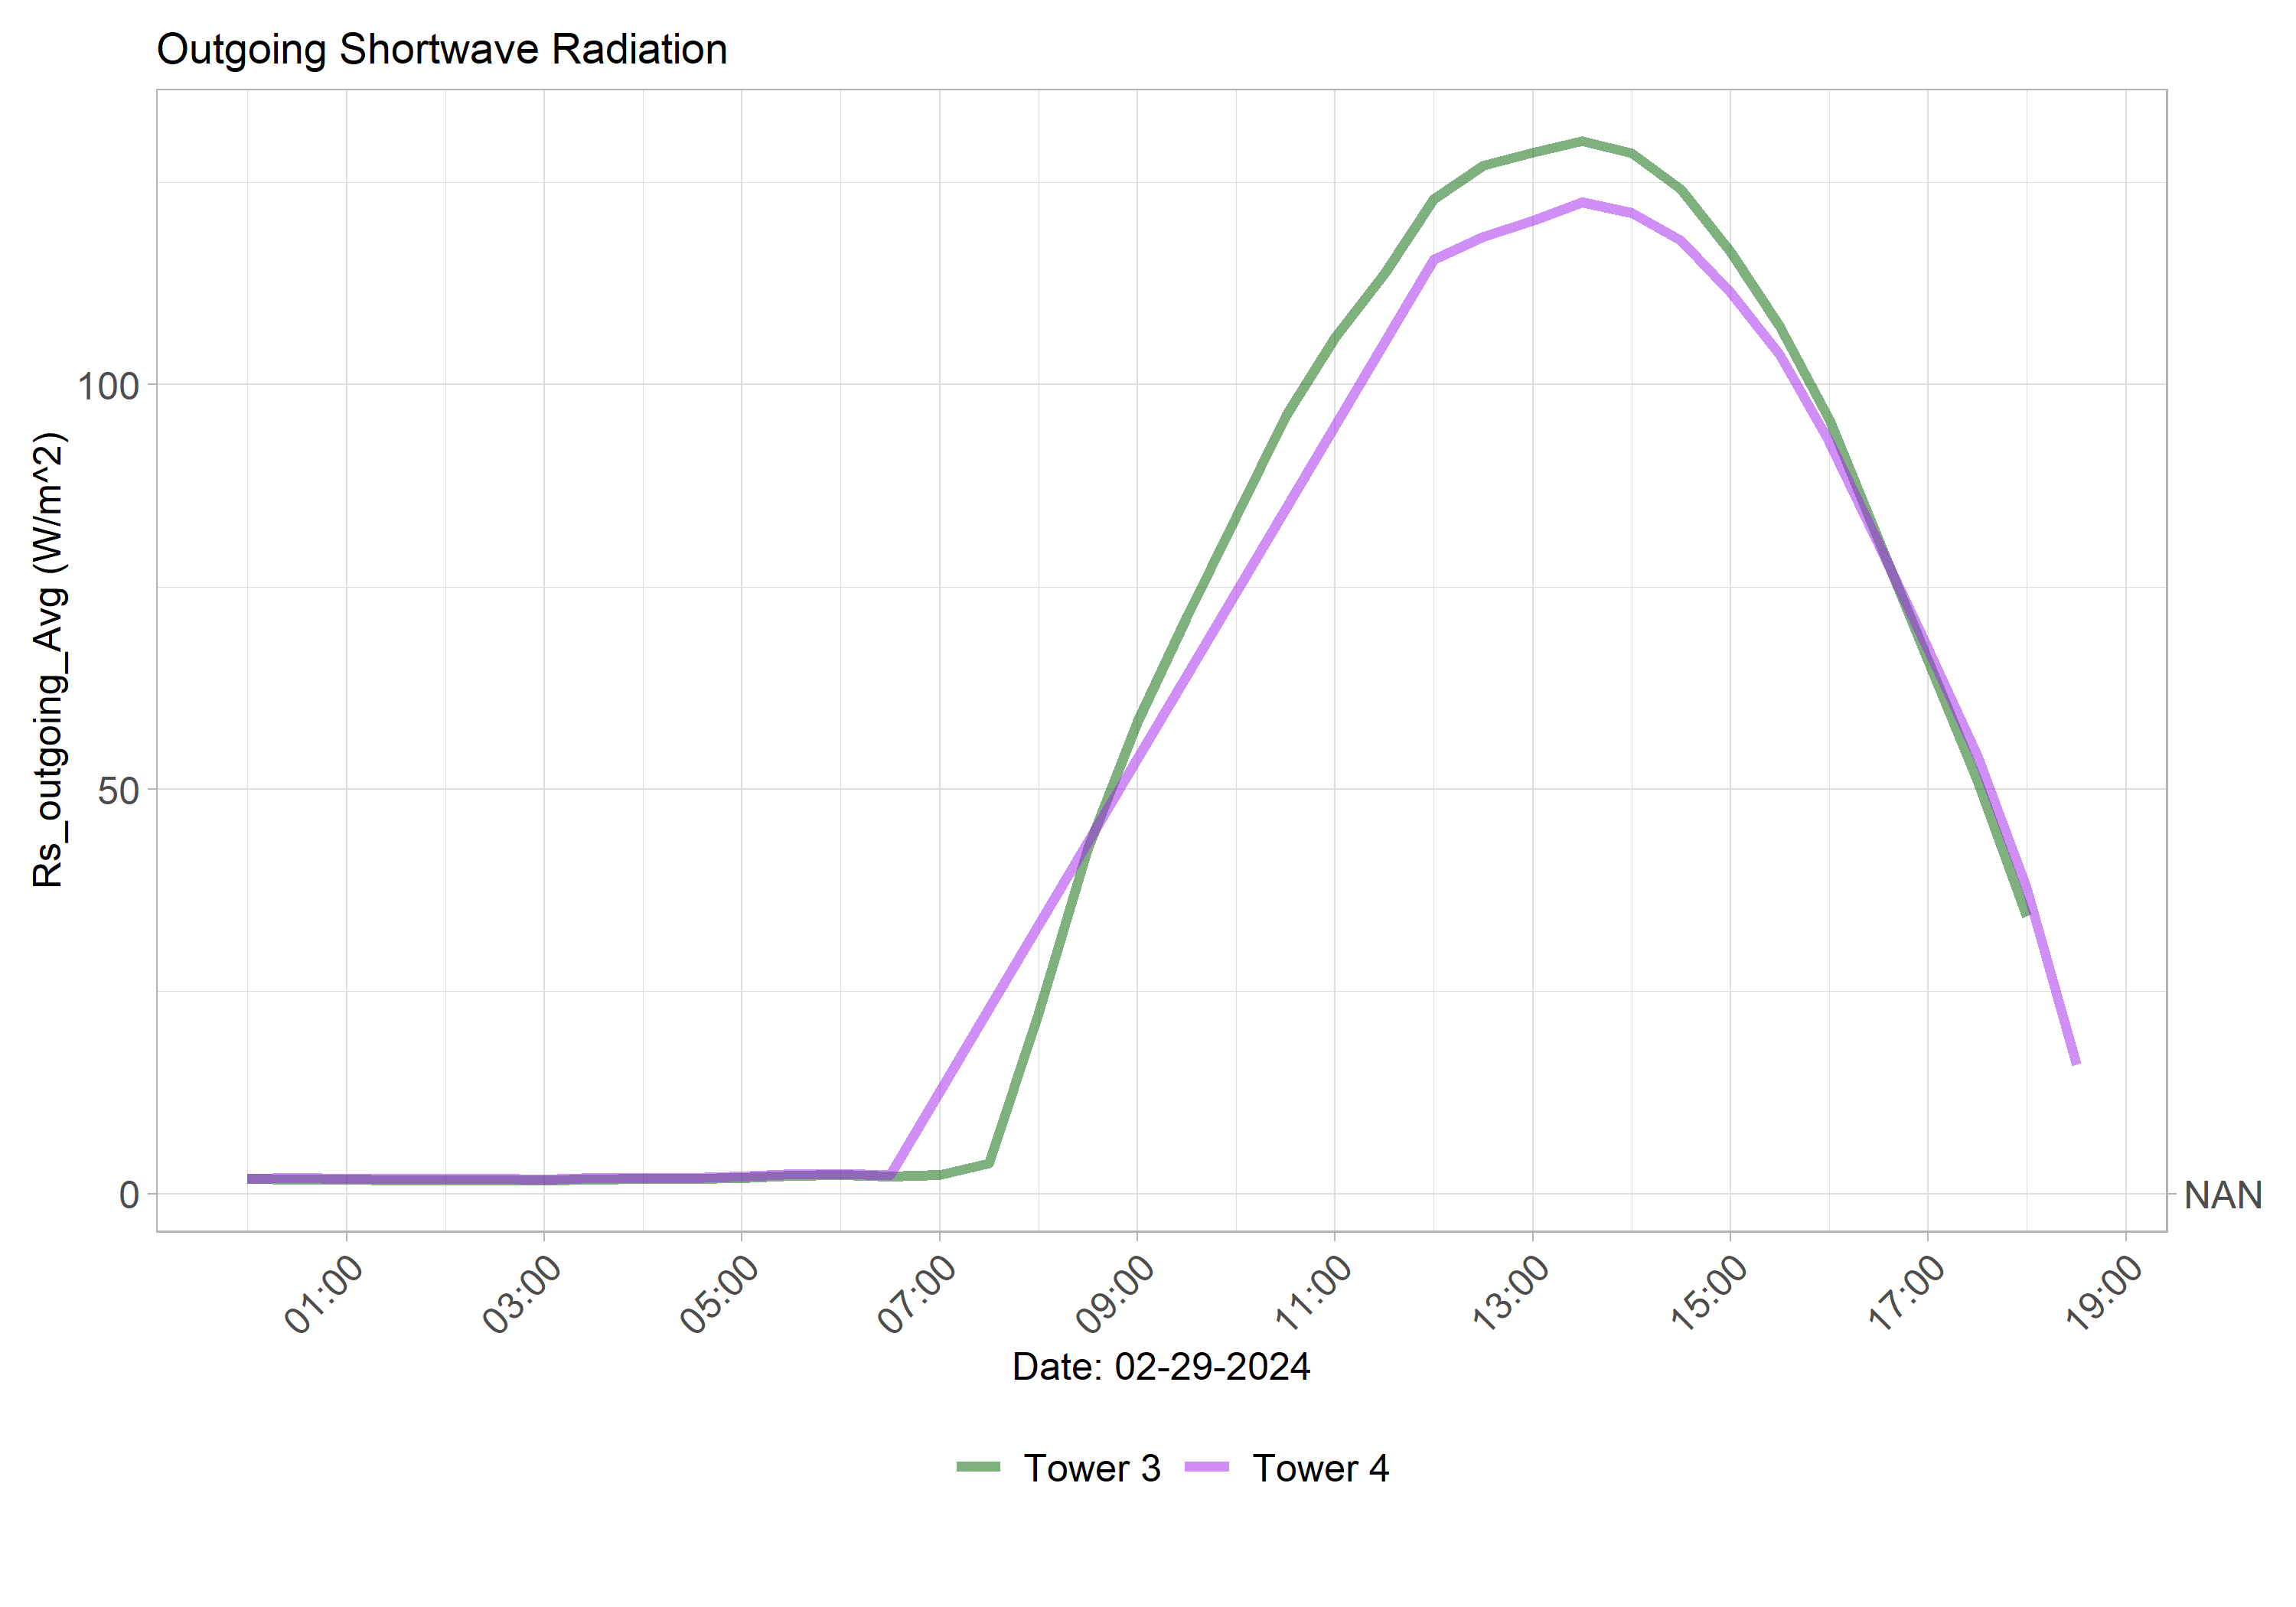 Outgoing Shortwave Radiation
Rs_outgoing_Avg (W/m^2)
100
50
0
NAN
01:00
03:00
05:00
07:00
09:00
11:00
13:00
15:00
17:00
19:00
Date: 02-29-2024
Tower 3
Tower 4